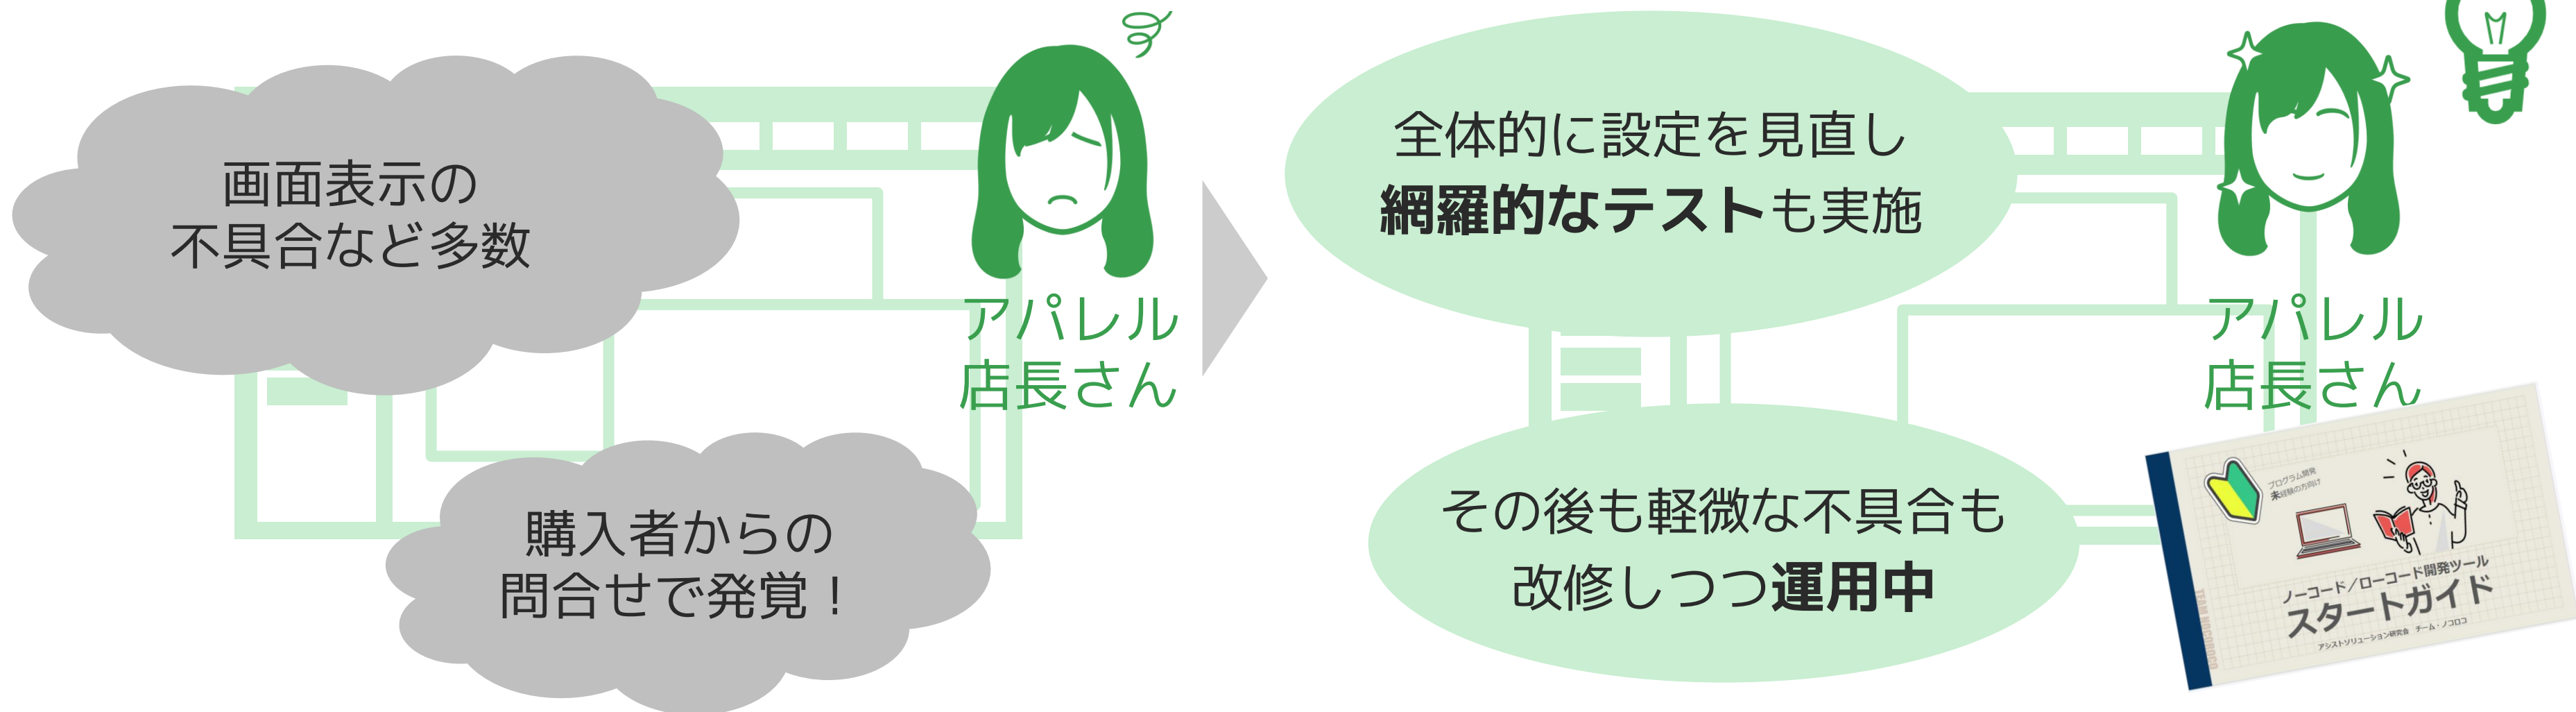 画面表示の
不具合など多数
購入者からの
問合せで発覚！
アパレル
店長さん
全体的に設定を見直し
網羅的なテストも実施
その後も軽微な不具合も
改修しつつ運用中
アパレル
店長さん
プログラム開発
未経験の方向け
ノーコード／ローコード開発ツール
スタートガイド
アシストソリューション研究会 チーム・ノコロコ
TEAM NOCOROCO